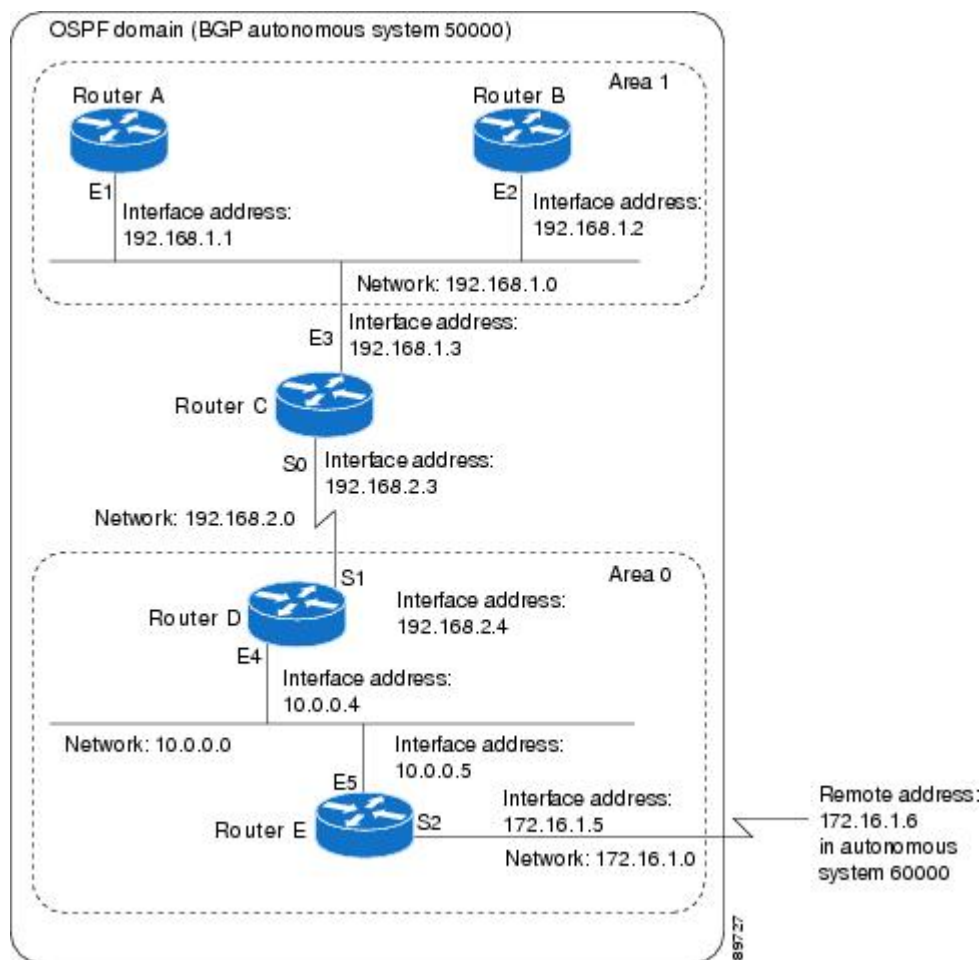 OSPF domain (BGP autonomous system 50000)
Area 1
Router A
Router B
E1
Interface address:
192.168.1.1
E2
Interface address:
192.168.1.2
Network: 192.168.1.0
E3
Interface address:
192.168.1.3
Router C
S0
Interface address:
192.168.2.3
Network: 192.168.2.0
Area 0
S1
Router D
Interface address:
192.168.2.4
E4
Interface address:
10.0.0.4
Network: 10.0.0.0
Interface address:
10.0.0.5
E5
Router E
S2
Interface address:
172.16.1.5
Network: 172.16.1.0
Remote address:
172.16.1.6
in autonomous
system 60000
89727